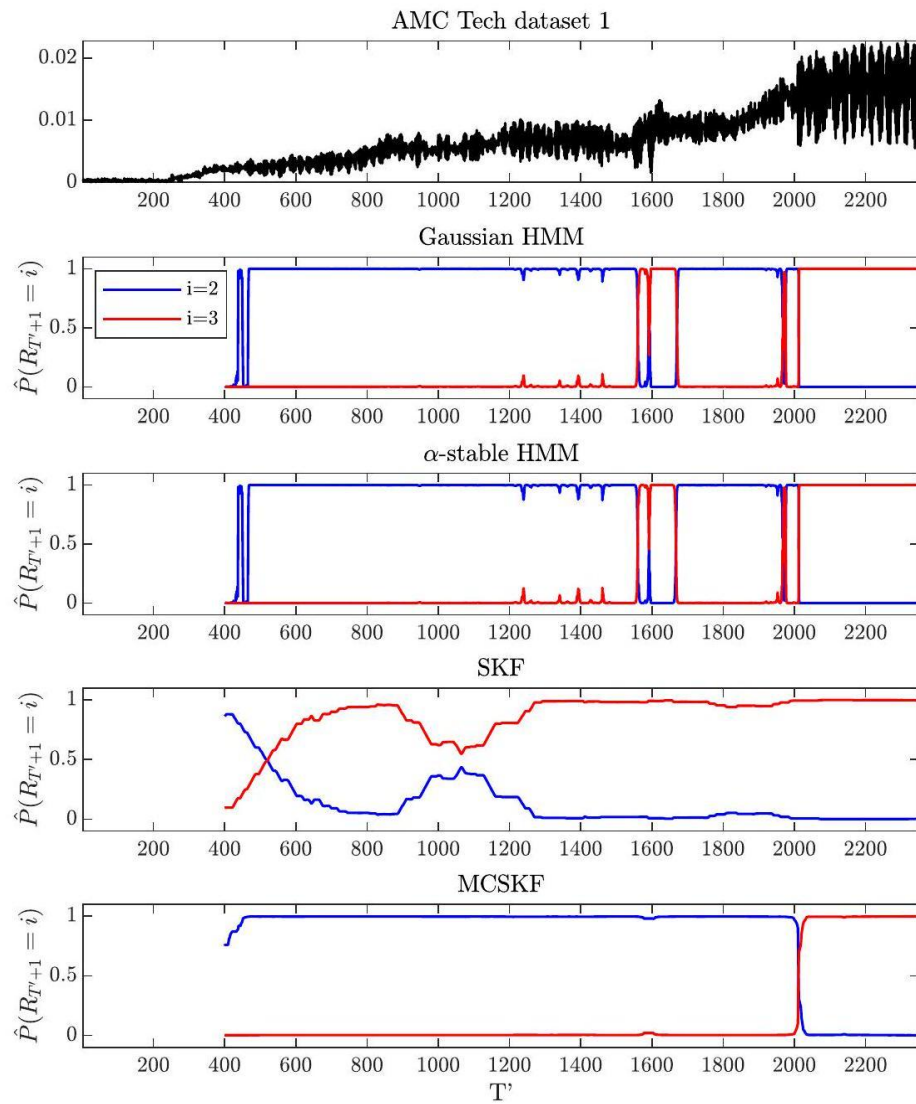 AMC Tech dataset 1
0.02
0.01
0
200 400 600 800 1000 1200 1400 1600 1800 2000 2200
Gaussian HMM
P̂(R_{T'+1} = i)
1
0.5
0
i=2
i=3
200 400 600 800 1000 1200 1400 1600 1800 2000 2200
α-stable HMM
P̂(R_{T'+1} = i)
1
0.5
0
200 400 600 800 1000 1200 1400 1600 1800 2000 2200
SKF
P̂(R_{T'+1} = i)
1
0.5
0
200 400 600 800 1000 1200 1400 1600 1800 2000 2200
MCSKF
P̂(R_{T'+1} = i)
1
0.5
0
200 400 600 800 1000 1200 1400 1600 1800 2000 2200
T'